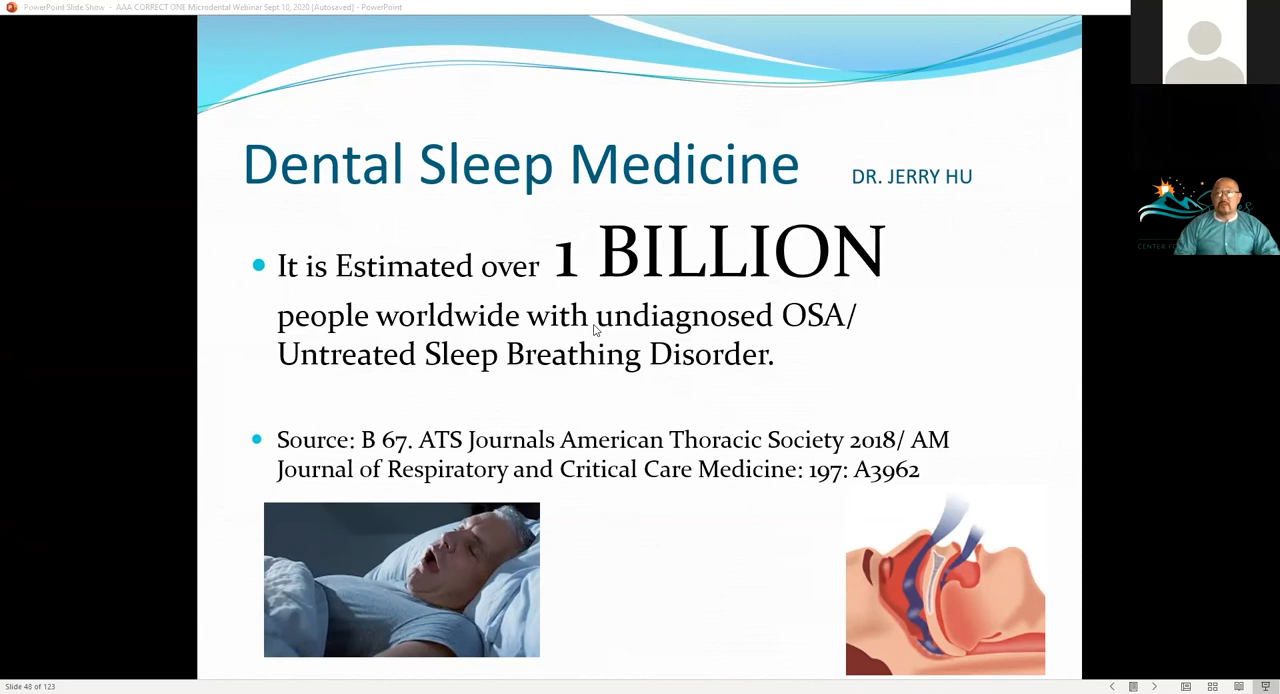 PowerPoint Slide Show - AAA CORRECT ONE Microdental Webinar Sept 10, 2020 [Autosaved] - PowerPoint
Dental Sleep Medicine DR. JERRY HU
It is Estimated over 1 BILLION
people worldwide with undiagnosed OSA/
Untreated Sleep Breathing Disorder.
Source: B 67. ATS Journals American Thoracic Society 2018/ AM
Journal of Respiratory and Critical Care Medicine: 197: A3962
CENTER FO
Slide 48 of 123